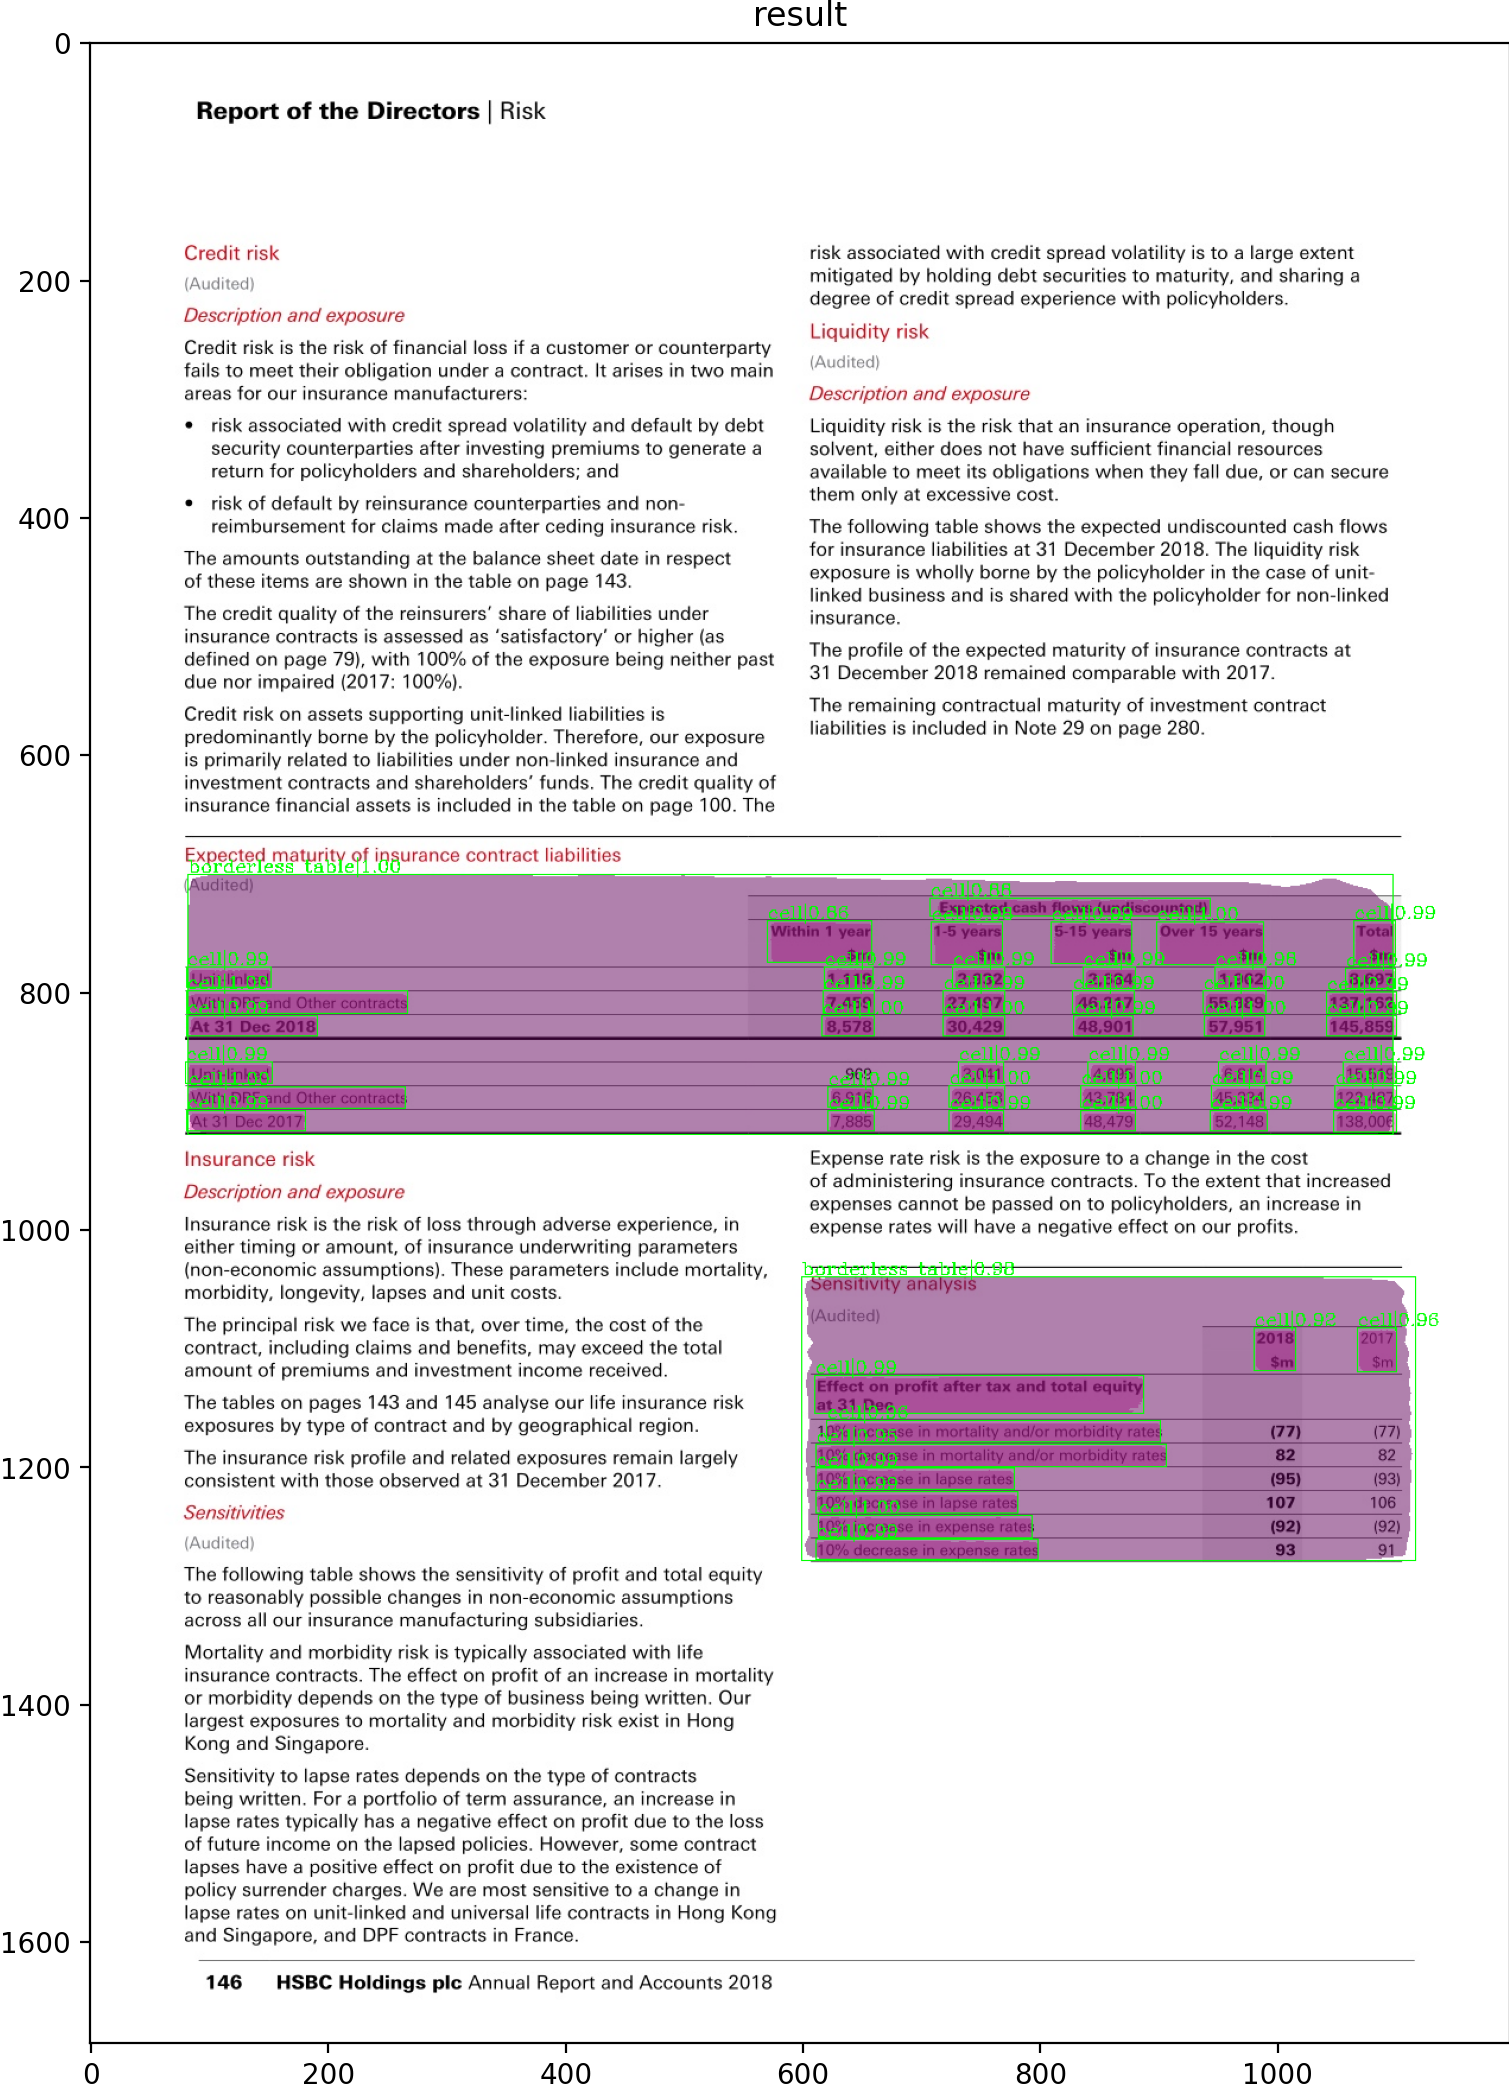 result
Report of the Directors | Risk
Credit risk
(Audited)
Description and exposure
Credit risk is the risk of financial loss if a customer or counterparty
fails to meet their obligation under a contract. It arises in two main
areas for our insurance manufacturers:
• risk associated with credit spread volatility and default by debt
security counterparties after investing premiums to generate a
return for policyholders and shareholders; and
• risk of default by reinsurance counterparties and non-
reimbursement for claims made after ceding insurance risk.
The amounts outstanding at the balance sheet date in respect
of these items are shown in the table on page 143.
The credit quality of the reinsurers’ share of liabilities under
insurance contracts is assessed as ‘satisfactory’ or higher (as
defined on page 79), with 100% of the exposure being neither past
due nor impaired (2017: 100%).
Credit risk on assets supporting unit-linked liabilities is
predominantly borne by the policyholder. Therefore, our exposure
is primarily related to liabilities under non-linked insurance and
investment contracts and shareholders’ funds. The credit quality of
insurance financial assets is included in the table on page 100. The
risk associated with credit spread volatility is to a large extent
mitigated by holding debt securities to maturity, and sharing a
degree of credit spread experience with policyholders.
Liquidity risk
(Audited)
Description and exposure
Liquidity risk is the risk that an insurance operation, though
solvent, either does not have sufficient financial resources
available to meet its obligations when they fall due, or can secure
them only at excessive cost.
The following table shows the expected undiscounted cash flows
for insurance liabilities at 31 December 2018. The liquidity risk
exposure is wholly borne by the policyholder in the case of unit-
linked business and is shared with the policyholder for non-linked
insurance.
The profile of the expected maturity of insurance contracts at
31 December 2018 remained comparable with 2017.
The remaining contractual maturity of investment contract
liabilities is included in Note 29 on page 280.
Expected maturity of insurance contract liabilities
borderless table|1.00
(Audited)
Expected cash flows (undiscounted)
Within 1 year 1-5 years 5-15 years Over 15 years Total
Unit-linked
With DPF and Other contracts
At 31 Dec 2018 8,578 30,429 48,901 57,951 145,859
Unit-linked 969
With DPF and Other contracts
At 31 Dec 2017 7,885 29,494 48,479 52,148 138,006
Insurance risk
Description and exposure
Insurance risk is the risk of loss through adverse experience, in
either timing or amount, of insurance underwriting parameters
(non-economic assumptions). These parameters include mortality,
morbidity, longevity, lapses and unit costs.
The principal risk we face is that, over time, the cost of the
contract, including claims and benefits, may exceed the total
amount of premiums and investment income received.
The tables on pages 143 and 145 analyse our life insurance risk
exposures by type of contract and by geographical region.
The insurance risk profile and related exposures remain largely
consistent with those observed at 31 December 2017.
Sensitivities
(Audited)
The following table shows the sensitivity of profit and total equity
to reasonably possible changes in non-economic assumptions
across all our insurance manufacturing subsidiaries.
Mortality and morbidity risk is typically associated with life
insurance contracts. The effect on profit of an increase in mortality
or morbidity depends on the type of business being written. Our
largest exposures to mortality and morbidity risk exist in Hong
Kong and Singapore.
Sensitivity to lapse rates depends on the type of contracts
being written. For a portfolio of term assurance, an increase in
lapse rates typically has a negative effect on profit due to the loss
of future income on the lapsed policies. However, some contract
lapses have a positive effect on profit due to the existence of
policy surrender charges. We are most sensitive to a change in
lapse rates on unit-linked and universal life contracts in Hong Kong
and Singapore, and DPF contracts in France.
Expense rate risk is the exposure to a change in the cost
of administering insurance contracts. To the extent that increased
expenses cannot be passed on to policyholders, an increase in
expense rates will have a negative effect on our profits.
borderless table|0.98
Sensitivity analysis
(Audited)
2018 2017
$m $m
cell|0.99
Effect on profit after tax and total equity
at 31 Dec
10% increase in mortality and/or morbidity rates (77) (77)
10% decrease in mortality and/or morbidity rates 82 82
10% increase in lapse rates (95) (93)
10% decrease in lapse rates 107 106
10% increase in expense rates (92) (92)
10% decrease in expense rates 93 91
146 HSBC Holdings plc Annual Report and Accounts 2018
0
200
400
600
800
1000
1200
1400
1600
0 200 400 600 800 1000